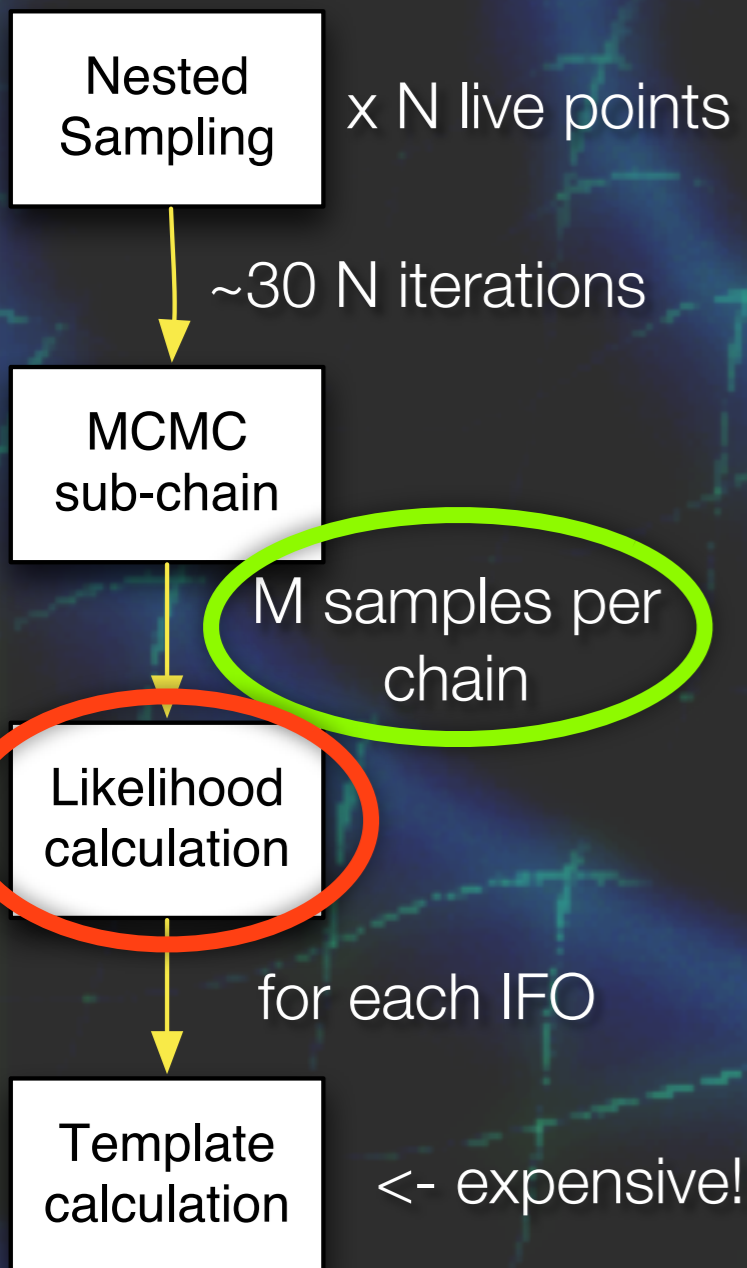 Nested
Sampling
x N live points
~30 N iterations
MCMC
sub-chain
M samples per
chain
Likelihood
calculation
for each IFO
Template
calculation
<- expensive!